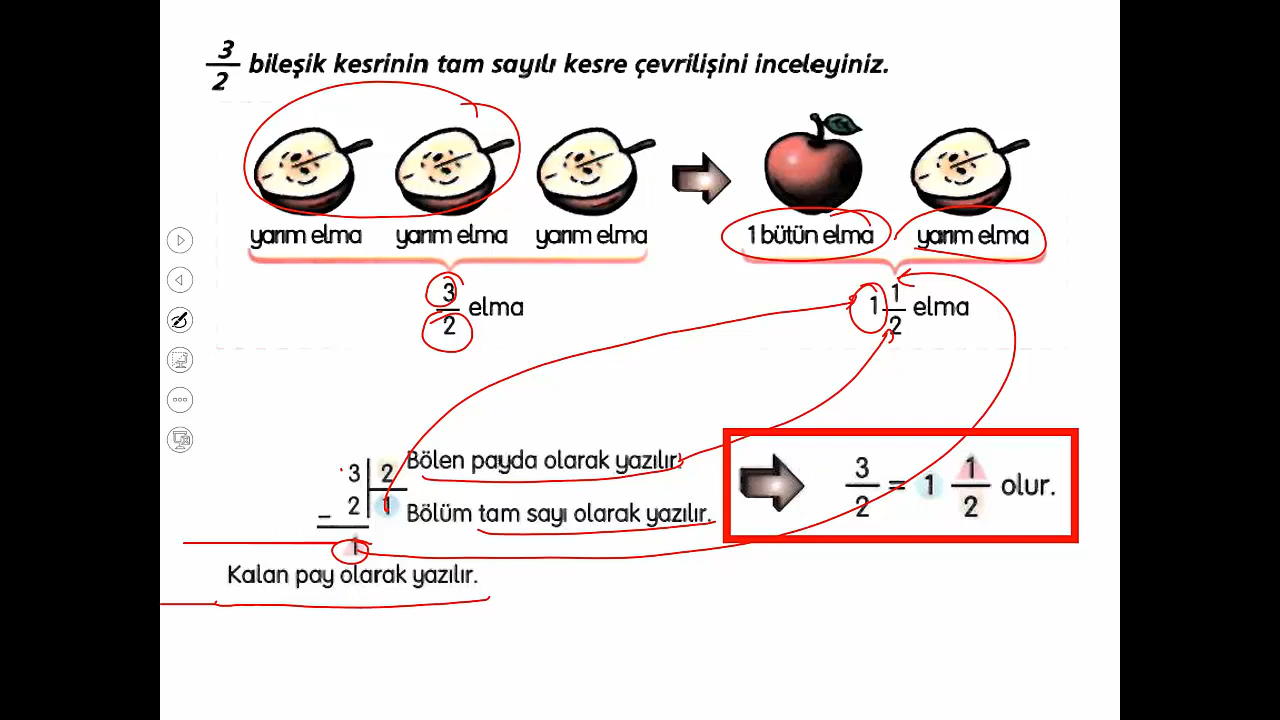 3/2 bileşik kesrinin tam sayılı kesre çevrilişini inceleyiniz.
yarım elma yarım elma yarım elma 1 bütün elma yarım elma
3/2 elma 1 1/2 elma
3 2 Bölen payda olarak yazılır.
- 2 1 Bölüm tam sayı olarak yazılır.
1
Kalan pay olarak yazılır.
3/2 = 1 1/2 olur.